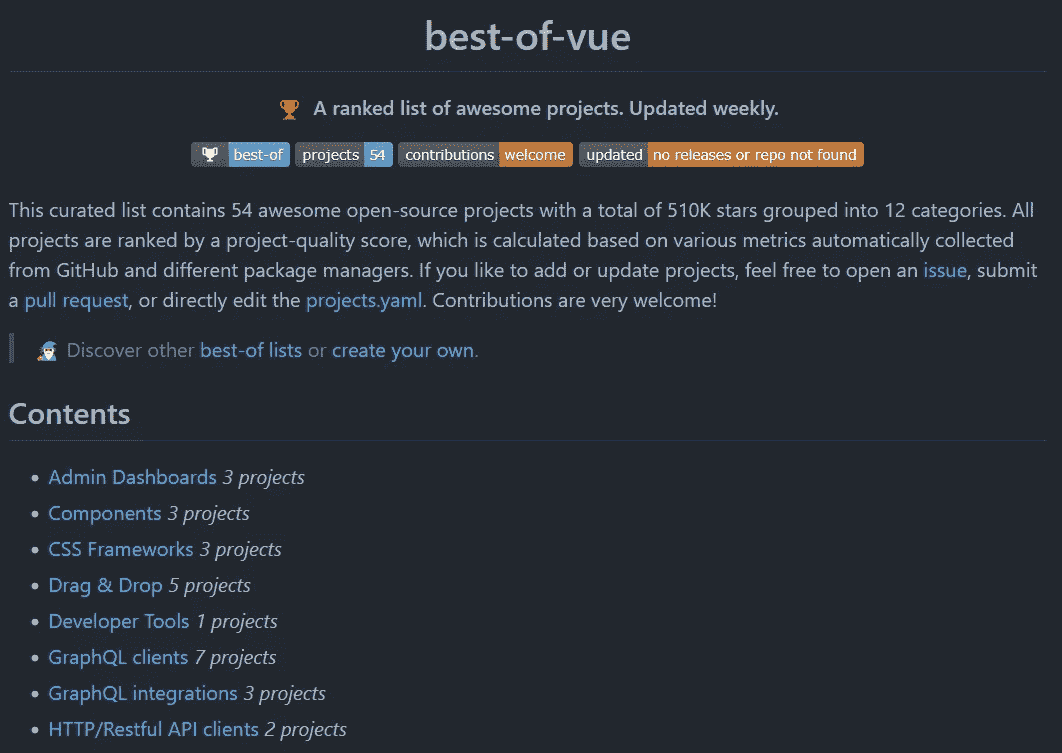 best-of-vue
A ranked list of awesome projects. Updated weekly.
best-of projects 54 contributions welcome updated no releases or repo not found
This curated list contains 54 awesome open-source projects with a total of 510K stars grouped into 12 categories. All
projects are ranked by a project-quality score, which is calculated based on various metrics automatically collected
from GitHub and different package managers. If you like to add or update projects, feel free to open an issue, submit
a pull request, or directly edit the projects.yaml. Contributions are very welcome!
Discover other best-of lists or create your own.
Contents
Admin Dashboards 3 projects
Components 3 projects
CSS Frameworks 3 projects
Drag & Drop 5 projects
Developer Tools 1 projects
GraphQL clients 7 projects
GraphQL integrations 3 projects
HTTP/Restful API clients 2 projects